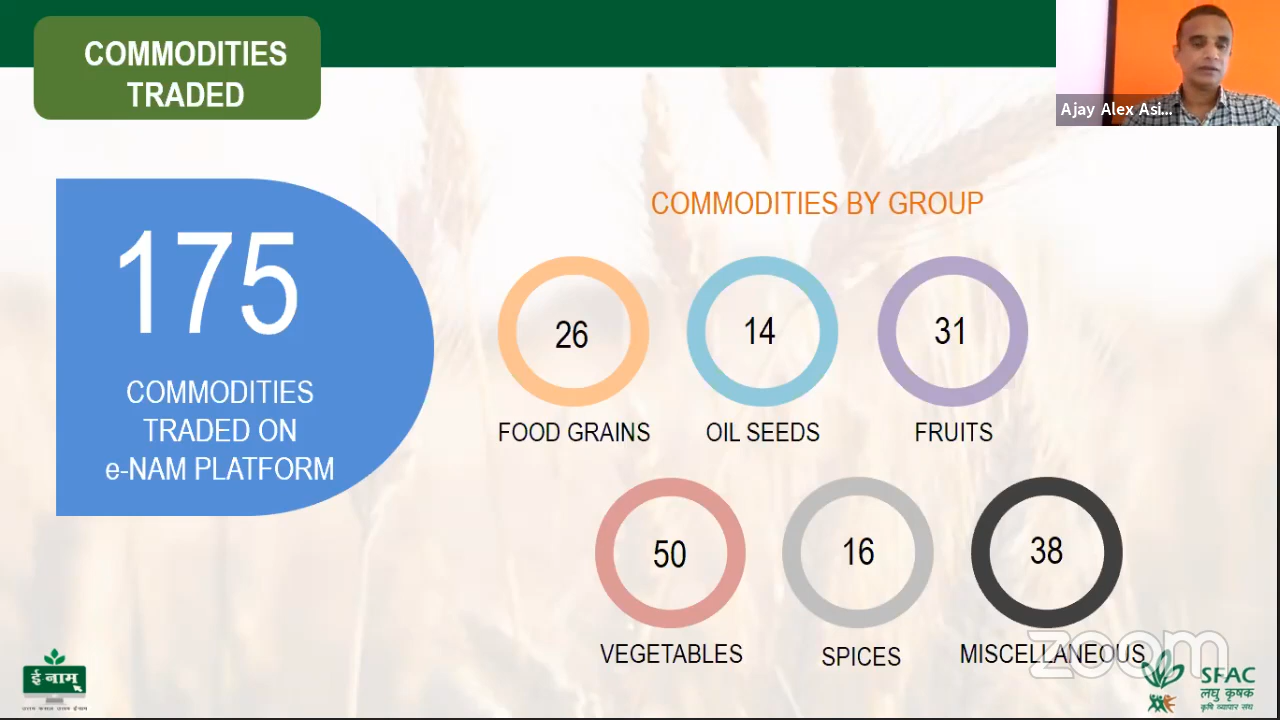 COMMODITIES
TRADED
Ajay Alex Asi...
175
COMMODITIES
TRADED ON
e-NAM PLATFORM
COMMODITIES BY GROUP
26
14
31
FOOD GRAINS
OIL SEEDS
FRUITS
50
16
38
VEGETABLES
SPICES
MISCELLANEOUS
zoom
ई-नाम्
SFAC
लघु कृषक
कृषि व्यापार संघ